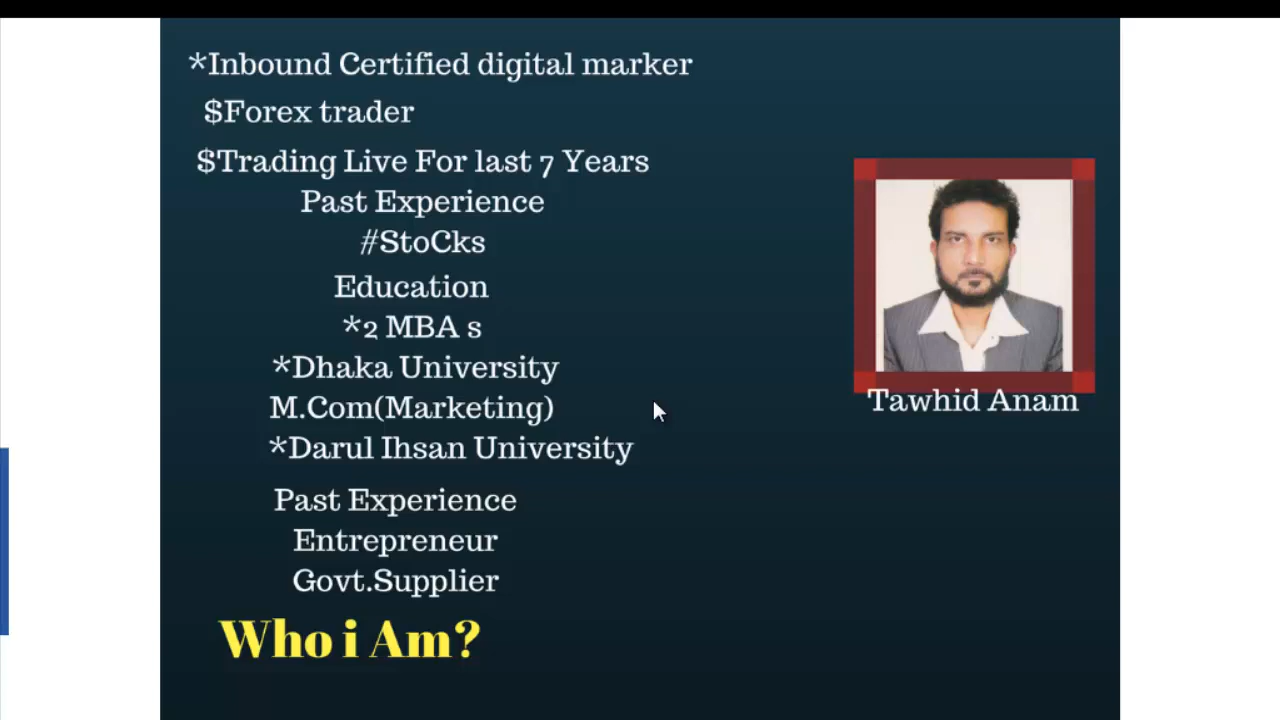 *Inbound Certified digital marker
$Forex trader
$Trading Live For last 7 Years
Past Experience
#StoCks
Education
*2 MBA s
*Dhaka University
M.Com(Marketing)
*Darul Ihsan University
Past Experience
Entrepreneur
Govt.Supplier
Who i Am?
Tawhid Anam